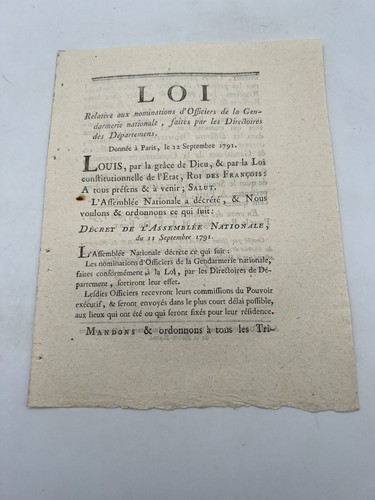 LOI
Relative aux nominations d'Officiers de la Gen-
darmerie nationale, faites par les Directoires
des Départemens.
Donnée à Paris, le 12 Septembre 1791.
LOUIS, par la grâce de Dieu, & par la Loi
constitutionnelle de l'État, ROI DES FRANÇOIS:
A tous présens & à venir; SALUT.
L'Assemblée Nationale a décrété, & Nous
voulons & ordonnons ce qui suit:
DÉCRET DE L'ASSEMBLÉE NATIONALE,
du 11 Septembre 1791.
L'Assemblée Nationale décrète ce qui suit:
Les nominations d'Officiers de la Gendarmerie nationale,
faites conformément à la Loi, par les Directoires de Dé-
partement, sortiront leur effet.
Lesdits Officiers recevront leurs commissions du Pouvoir
exécutif, & seront envoyés dans le plus court délai possible,
aux lieux qui ont été ou qui seront fixés pour leur résidence.
MANDONS & ordonnons à tous les Tri-